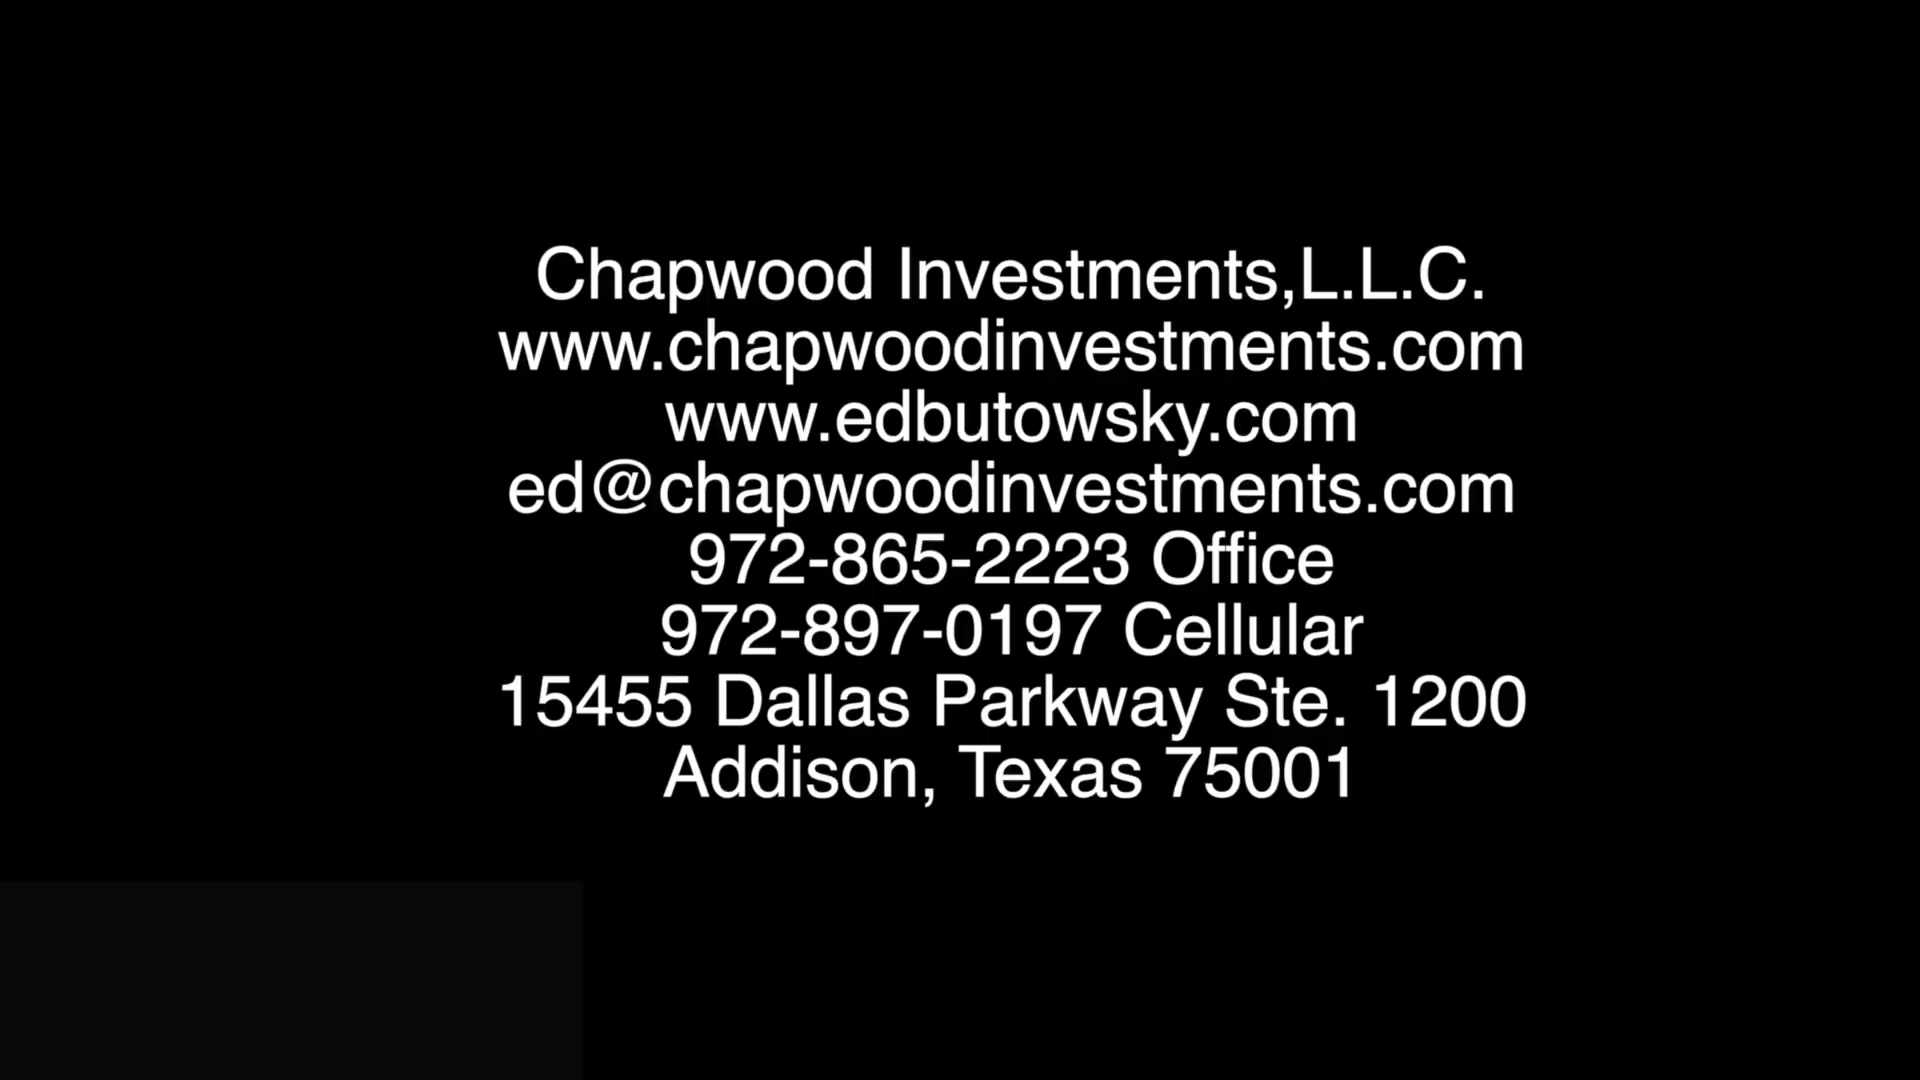 Chapwood Investments,L.L.C.
www.chapwoodinvestments.com
www.edbutowsky.com
ed@chapwoodinvestments.com
972-865-2223 Office
972-897-0197 Cellular
15455 Dallas Parkway Ste. 1200
Addison, Texas 75001